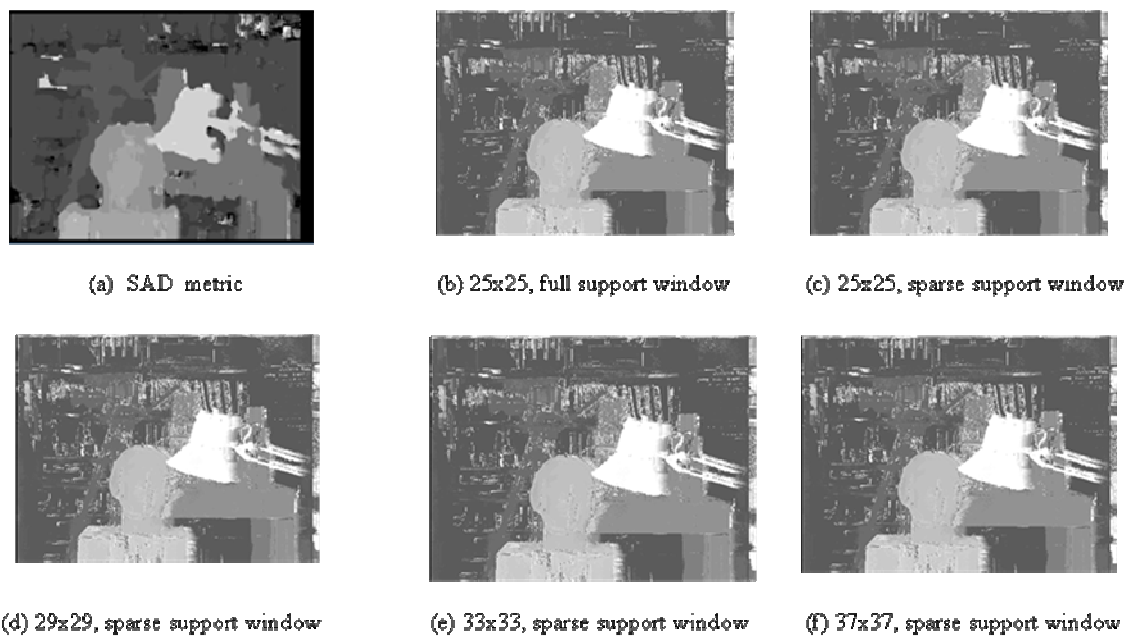 (a) SAD metric
(b) 25x25, full support window
(c) 25x25, sparse support window
(d) 29x29, sparse support window
(e) 33x33, sparse support window
(f) 37x37, sparse support window